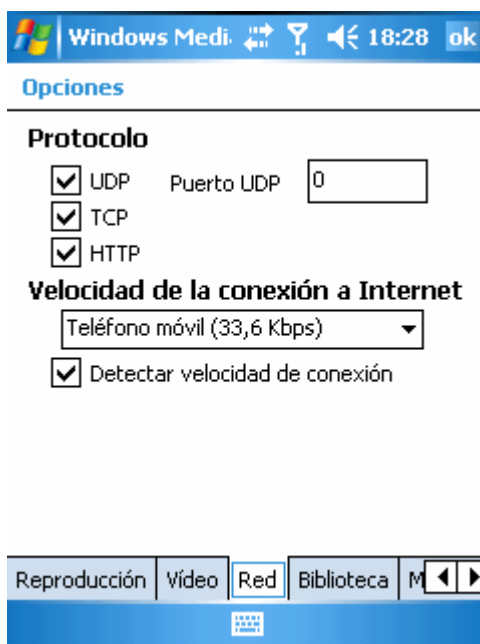 Windows Medi. 18:28 ok
Opciones
Protocolo
UDP Puerto UDP 0
TCP
HTTP
Velocidad de la conexión a Internet
Teléfono móvil (33,6 Kbps)
Detectar velocidad de conexión
Reproducción Vídeo Red Biblioteca M